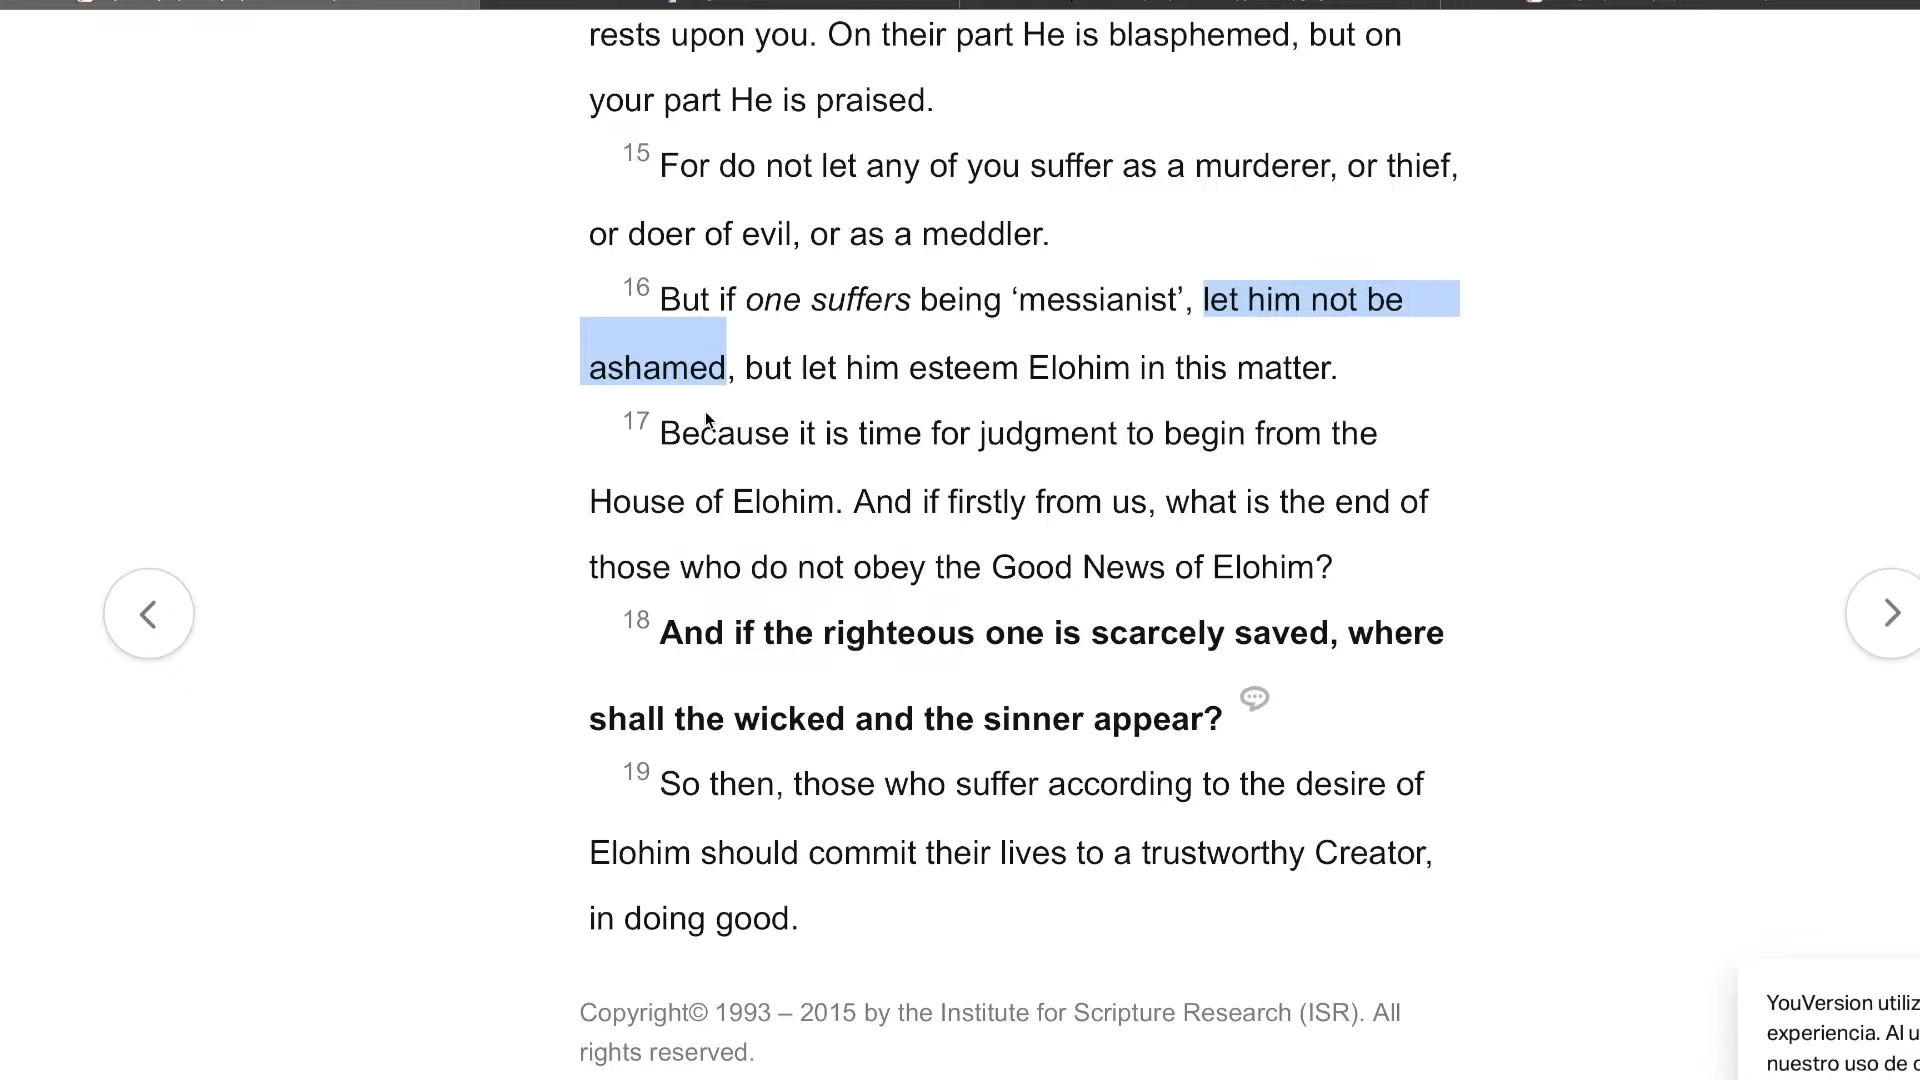 rests upon you. On their part He is blasphemed, but on
your part He is praised.
15 For do not let any of you suffer as a murderer, or thief,
or doer of evil, or as a meddler.
16 But if one suffers being ‘messianist’, let him not be
ashamed, but let him esteem Elohim in this matter.
17 Because it is time for judgment to begin from the
House of Elohim. And if firstly from us, what is the end of
those who do not obey the Good News of Elohim?
18 And if the righteous one is scarcely saved, where
shall the wicked and the sinner appear?
19 So then, those who suffer according to the desire of
Elohim should commit their lives to a trustworthy Creator,
in doing good.
Copyright© 1993 – 2015 by the Institute for Scripture Research (ISR). All
rights reserved.
YouVersion
experiencia. Al
nuestro uso de